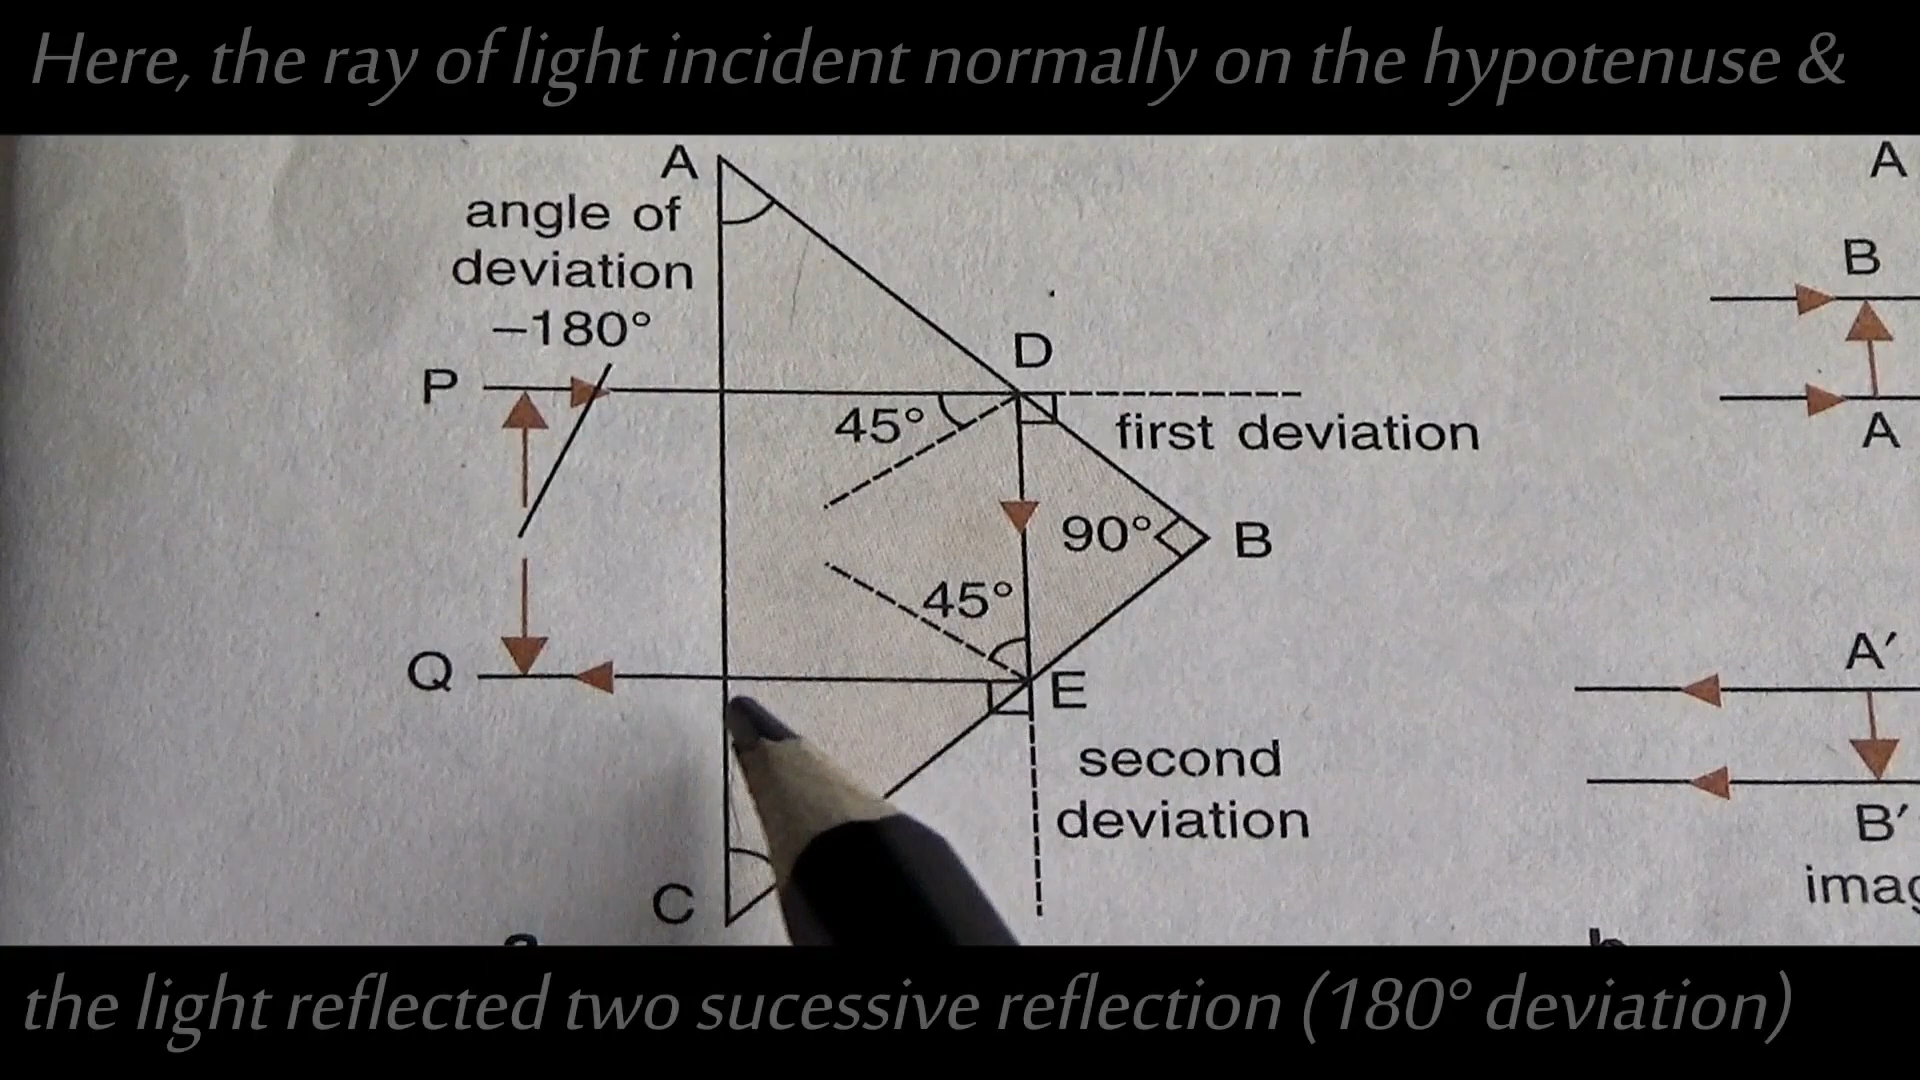 Here, the ray of light incident normally on the hypotenuse &
A
angle of
deviation
–180°
P
D
45°
first deviation
90°
B
45°
Q
E
second
deviation
C
A
B
A
A′
B′
the light reflected two sucessive reflection (180° deviation)